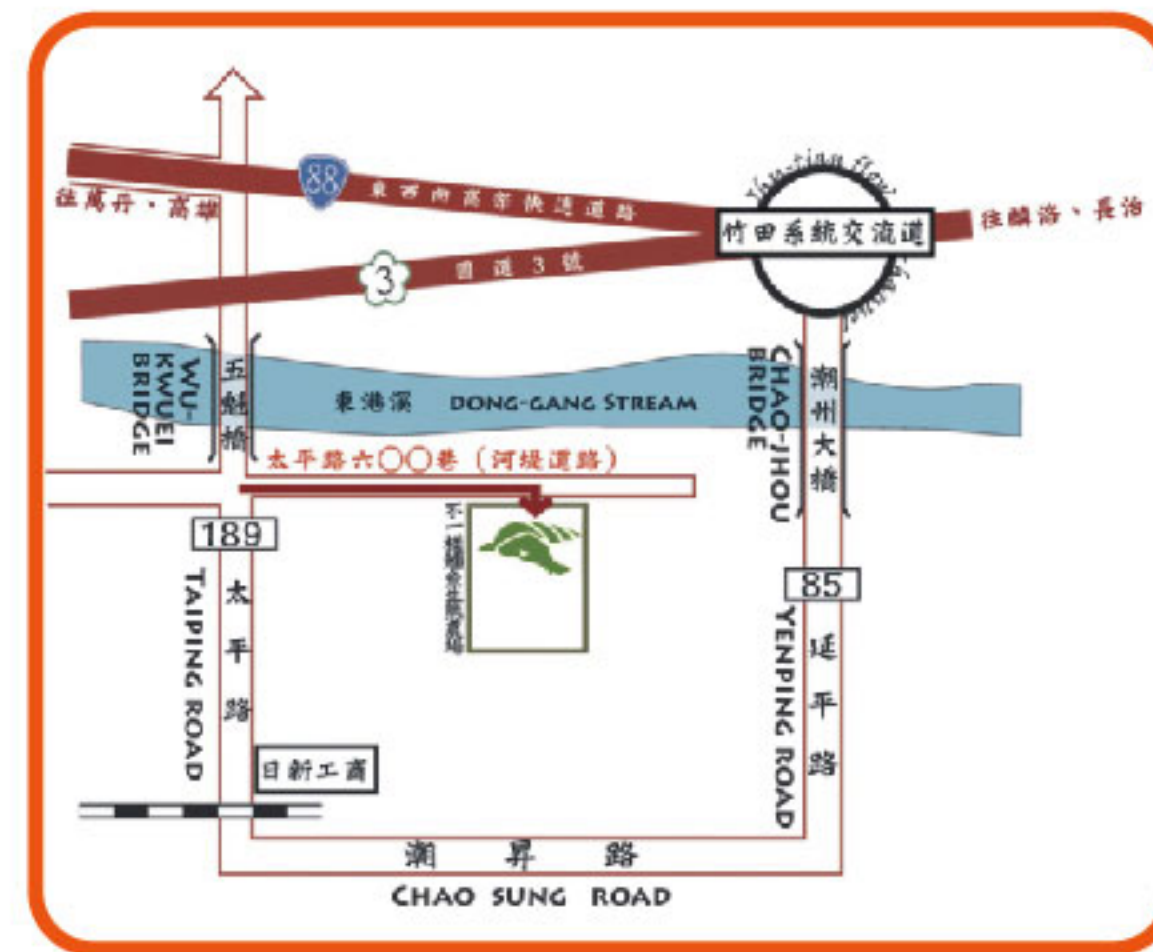 88
東西向高架快速道路
往萬丹・高雄
竹田系統交流道
往麟洛、長治
3
國道3號
WU-
KWUEI
BRIDGE
五魁橋
東港溪 DONG-GANG STREAM
CHAO-JHOU
BRIDGE
潮州大橋
太平路六〇〇巷（河堤道路）
189
太平路
TAIPING ROAD
85
延平路
YENPING ROAD
日新工商
潮昇路
CHAO SUNG ROAD